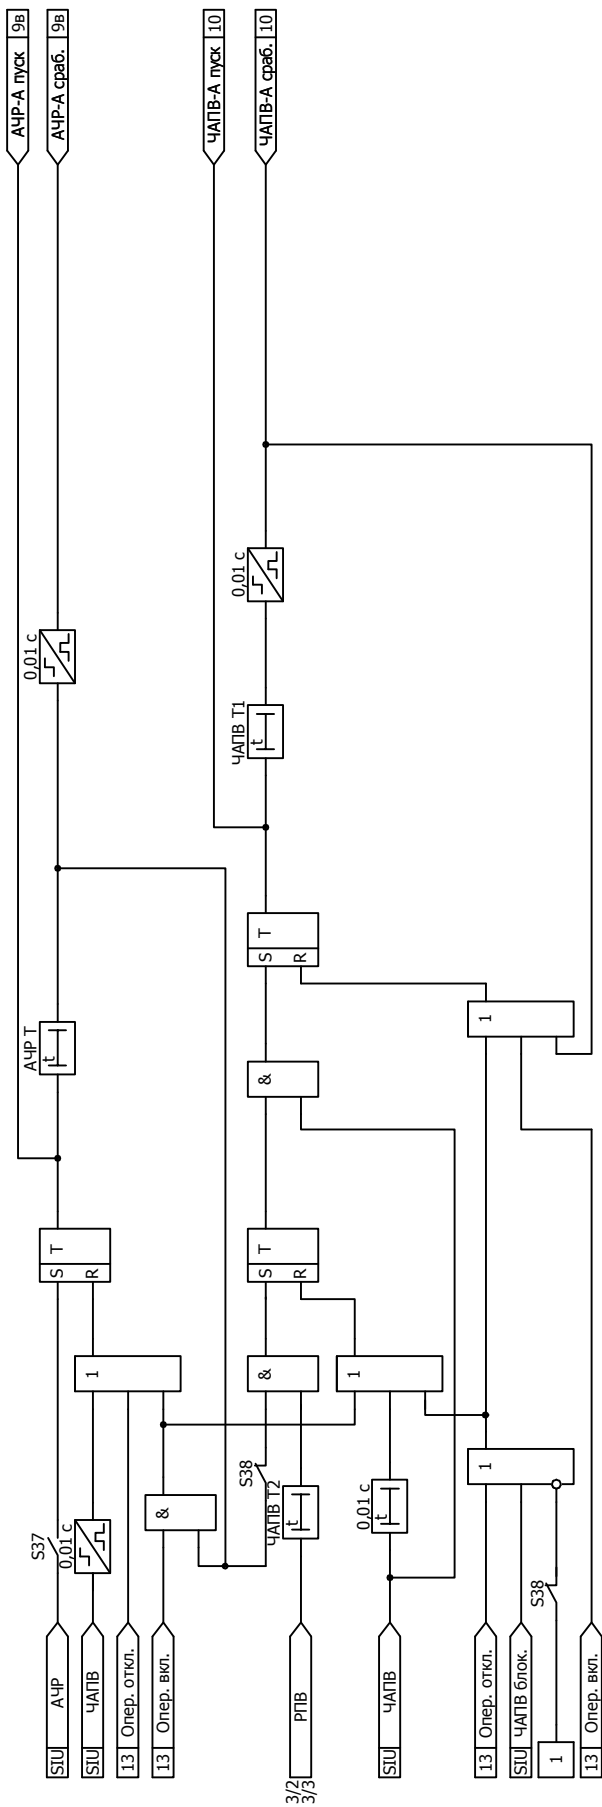 АЧР-А пуск 9в
АЧР-А сраб. 9в
ЧАПВ-А пуск 10
ЧАПВ-А сраб. 10
0,01 с
0,01 с
ЧАПВ Т1
t
АЧР Т
t
S T
R
&
S T
R
S T
R
1
1
&
1
&
S38
ЧАПВ Т2
t
0,01 с
t
1
S37
0,01 с
S38
SIU АЧР
SIU ЧАПВ
13 Опер. откл.
13 Опер. вкл.
3/2
3/3
РПВ
SIU ЧАПВ
13 Опер. откл.
SIU ЧАПВ блок.
1
13 Опер. вкл.